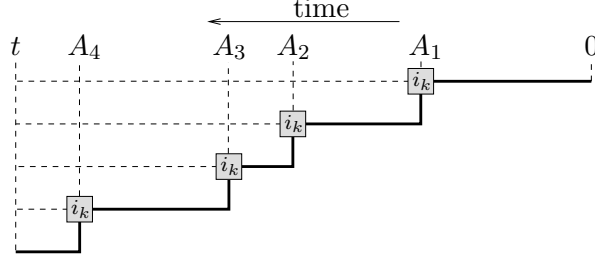 time
t A₄ A₃ A₂ A₁ 0
iₖ
iₖ
iₖ
iₖ